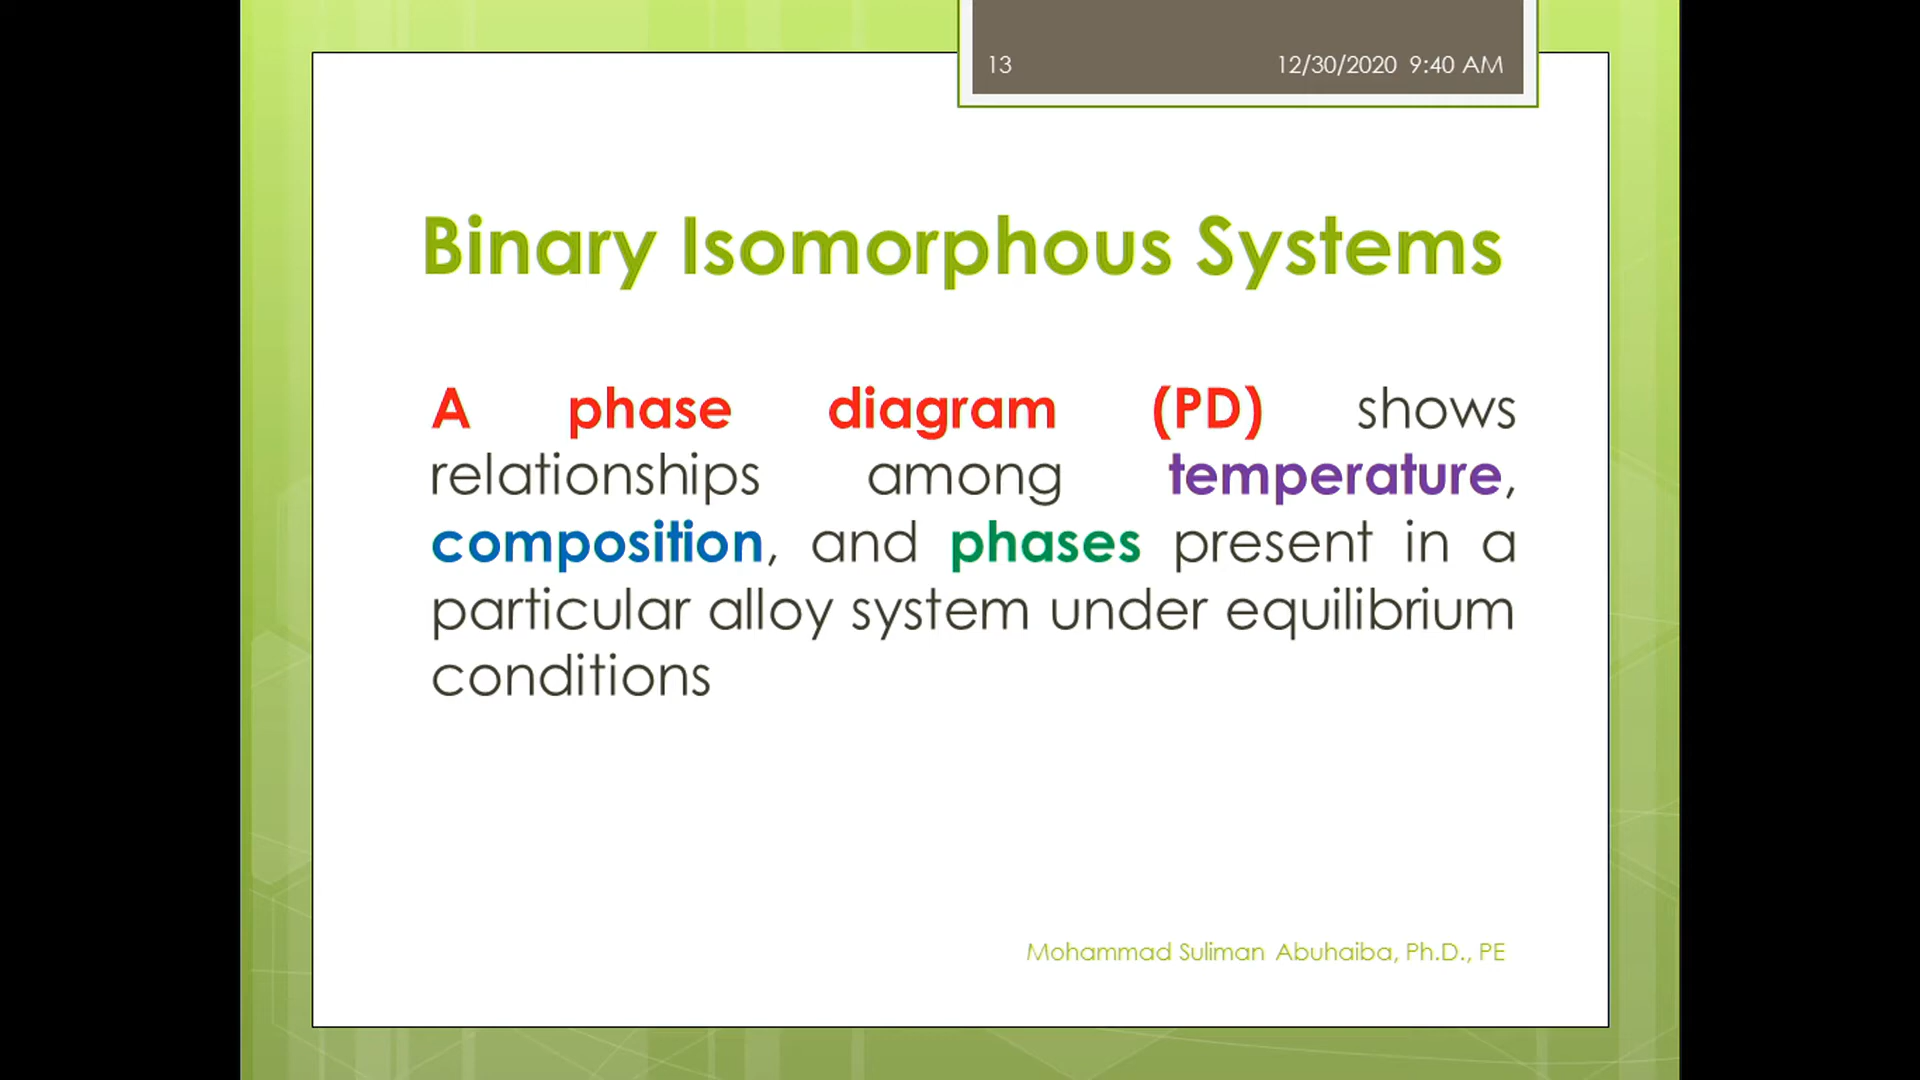 13 12/30/2020 9:40 AM
Binary Isomorphous Systems
A phase diagram (PD) shows
relationships among temperature,
composition, and phases present in a
particular alloy system under equilibrium
conditions
Mohammad Suliman Abuhaiba, Ph.D., PE